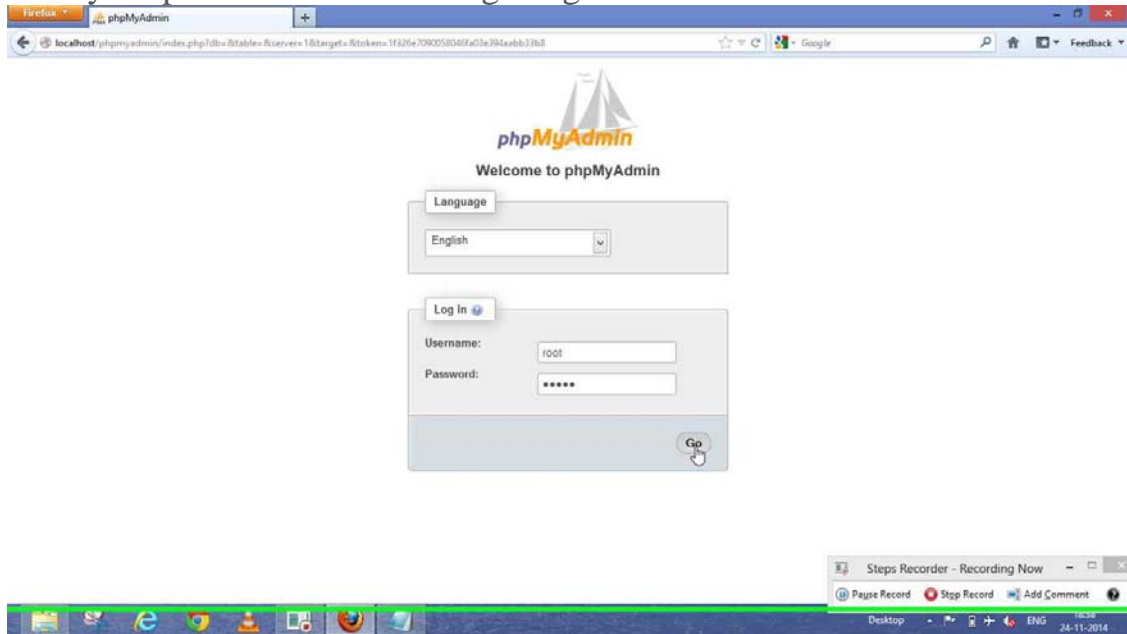 Firefox
phpMyAdmin
+
localhost/phpmyadmin/index.php?db=&table=&server=1&target=&token=
Google
Feedback
phpMyAdmin
Welcome to phpMyAdmin
Language
English
Log in
Username:
root
Password:
•••••
Go
Steps Recorder - Recording Now
Pause Record
Stop Record
Add Comment
Desktop
ENG
24-11-2014